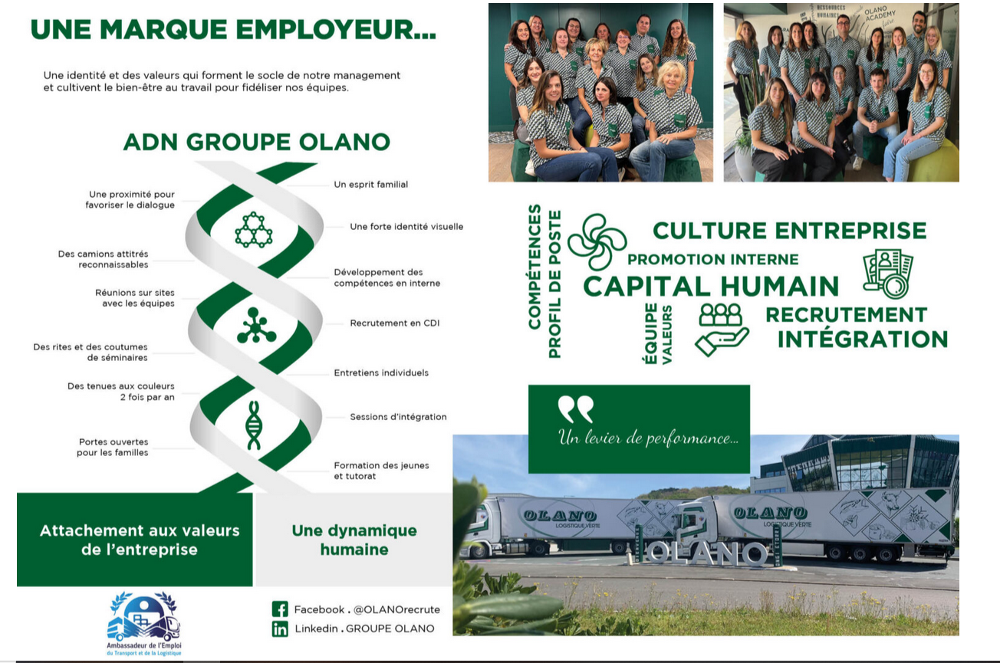 UNE MARQUE EMPLOYEUR...
Une identité et des valeurs qui forment le socle de notre management
et cultivent le bien-être au travail pour fidéliser nos équipes.
ADN GROUPE OLANO
Une proximité pour
favoriser le dialogue
Des camions attitrés
reconnaissables
Réunions sur sites
avec les équipes
Des rites et des coutumes
de séminaires
Des tenues aux couleurs
2 fois par an
Portes ouvertes
pour les familles
Un esprit familial
Une forte identité visuelle
Développement des
compétences en interne
Recrutement en CDI
Entretiens individuels
Sessions d'intégration
Formation des jeunes
et tutorat
Attachement aux valeurs
de l'entreprise
Une dynamique
humaine
Ambassadeur de l'Emploi
du Transport et de la Logistique
Facebook . @OLANOrecrute
Linkedin . GROUPE OLANO
RESSOURCES
HUMAINES
OLANO
ACADEMY
COMPÉTENCES
PROFIL DE POSTE
CULTURE ENTREPRISE
PROMOTION INTERNE
CAPITAL HUMAIN
ÉQUIPE
VALEURS
RECRUTEMENT
INTÉGRATION
Un levier de performance...
OLANO
LOGISTIQUE VERTE
OLANO
LOGISTIQUE VERTE
OLANO